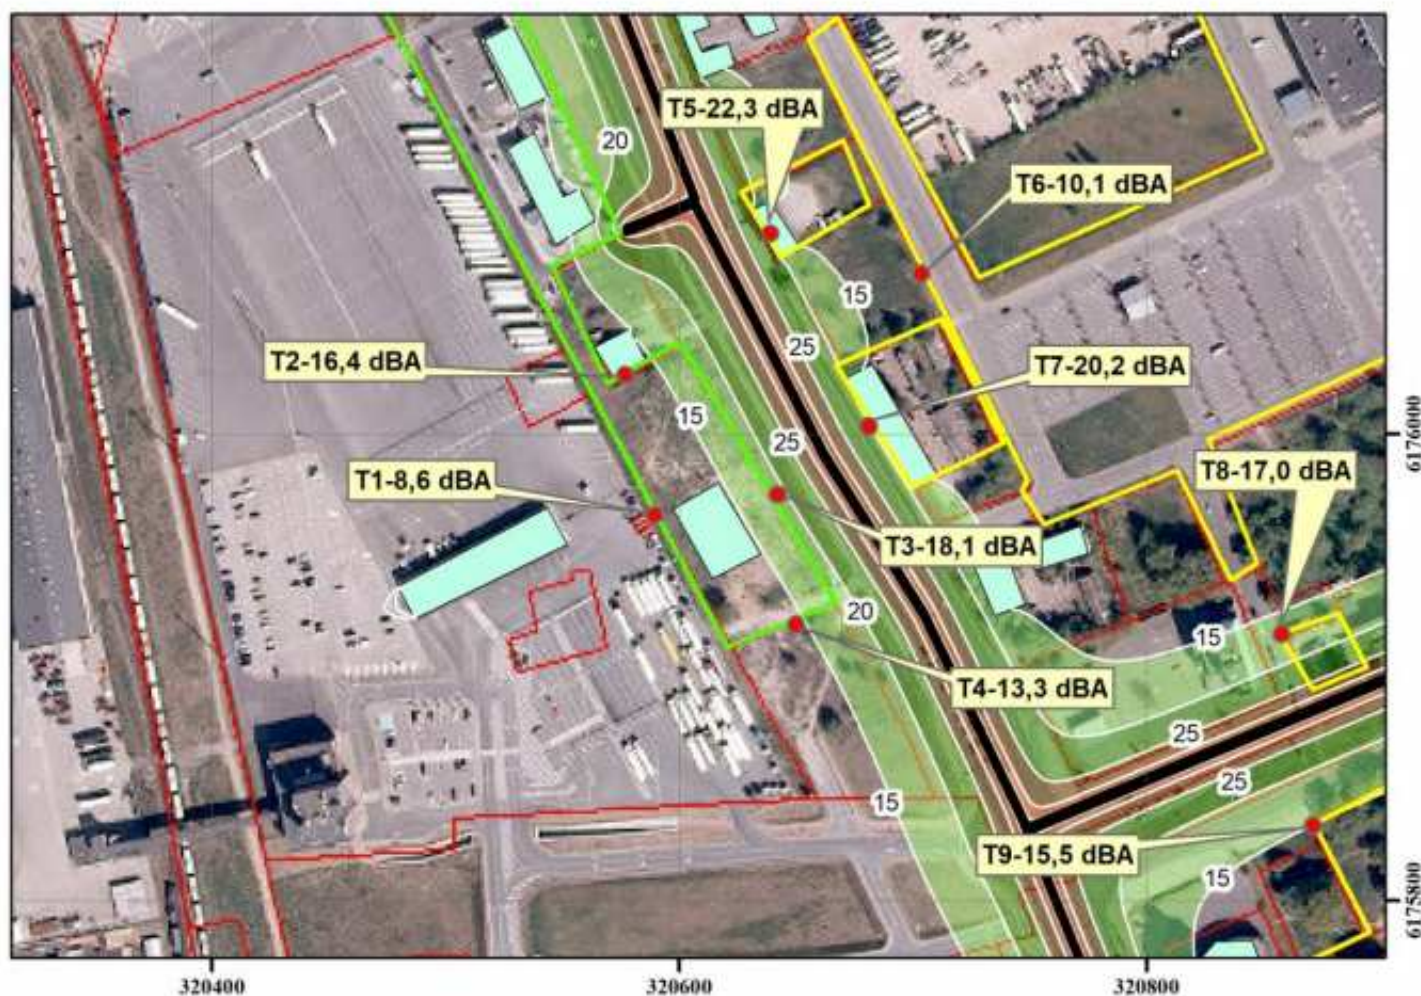 T5-22,3 dBA
20
T6-10,1 dBA
15
25
T2-16,4 dBA
T7-20,2 dBA
15
25
6176000
T1-8,6 dBA
T8-17,0 dBA
T3-18,1 dBA
20
15
T4-13,3 dBA
25
25
15
T9-15,5 dBA
15
6175800
320400
320600
320800